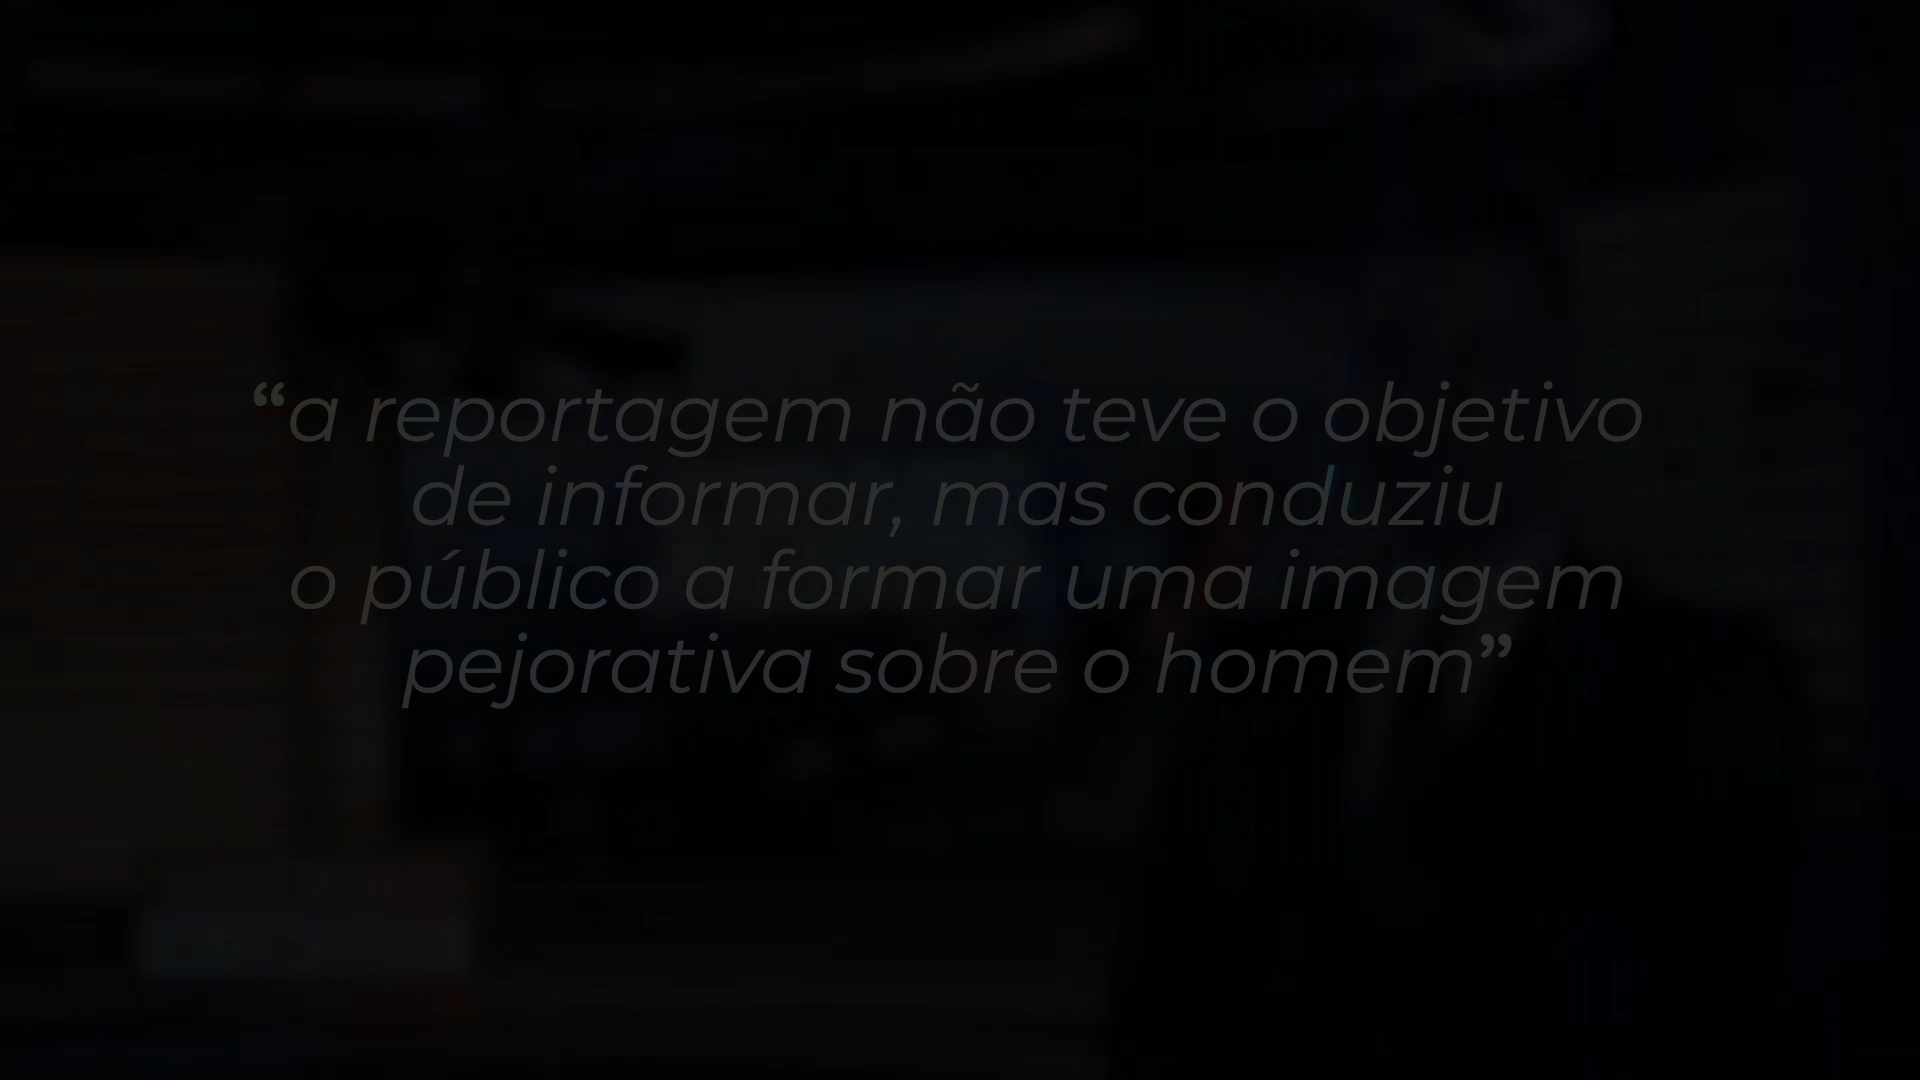 “a reportagem não teve o objetivo
de informar, mas conduziu
o público a formar uma imagem
pejorativa sobre o homem”